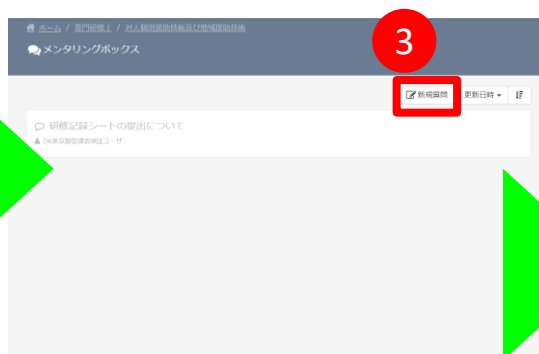 ホーム / 専門研修Ⅰ / 対人個別援助技術及び地域援助技術
メンタリングボックス
3
新規質問 更新日時
研修記録シートの提出について